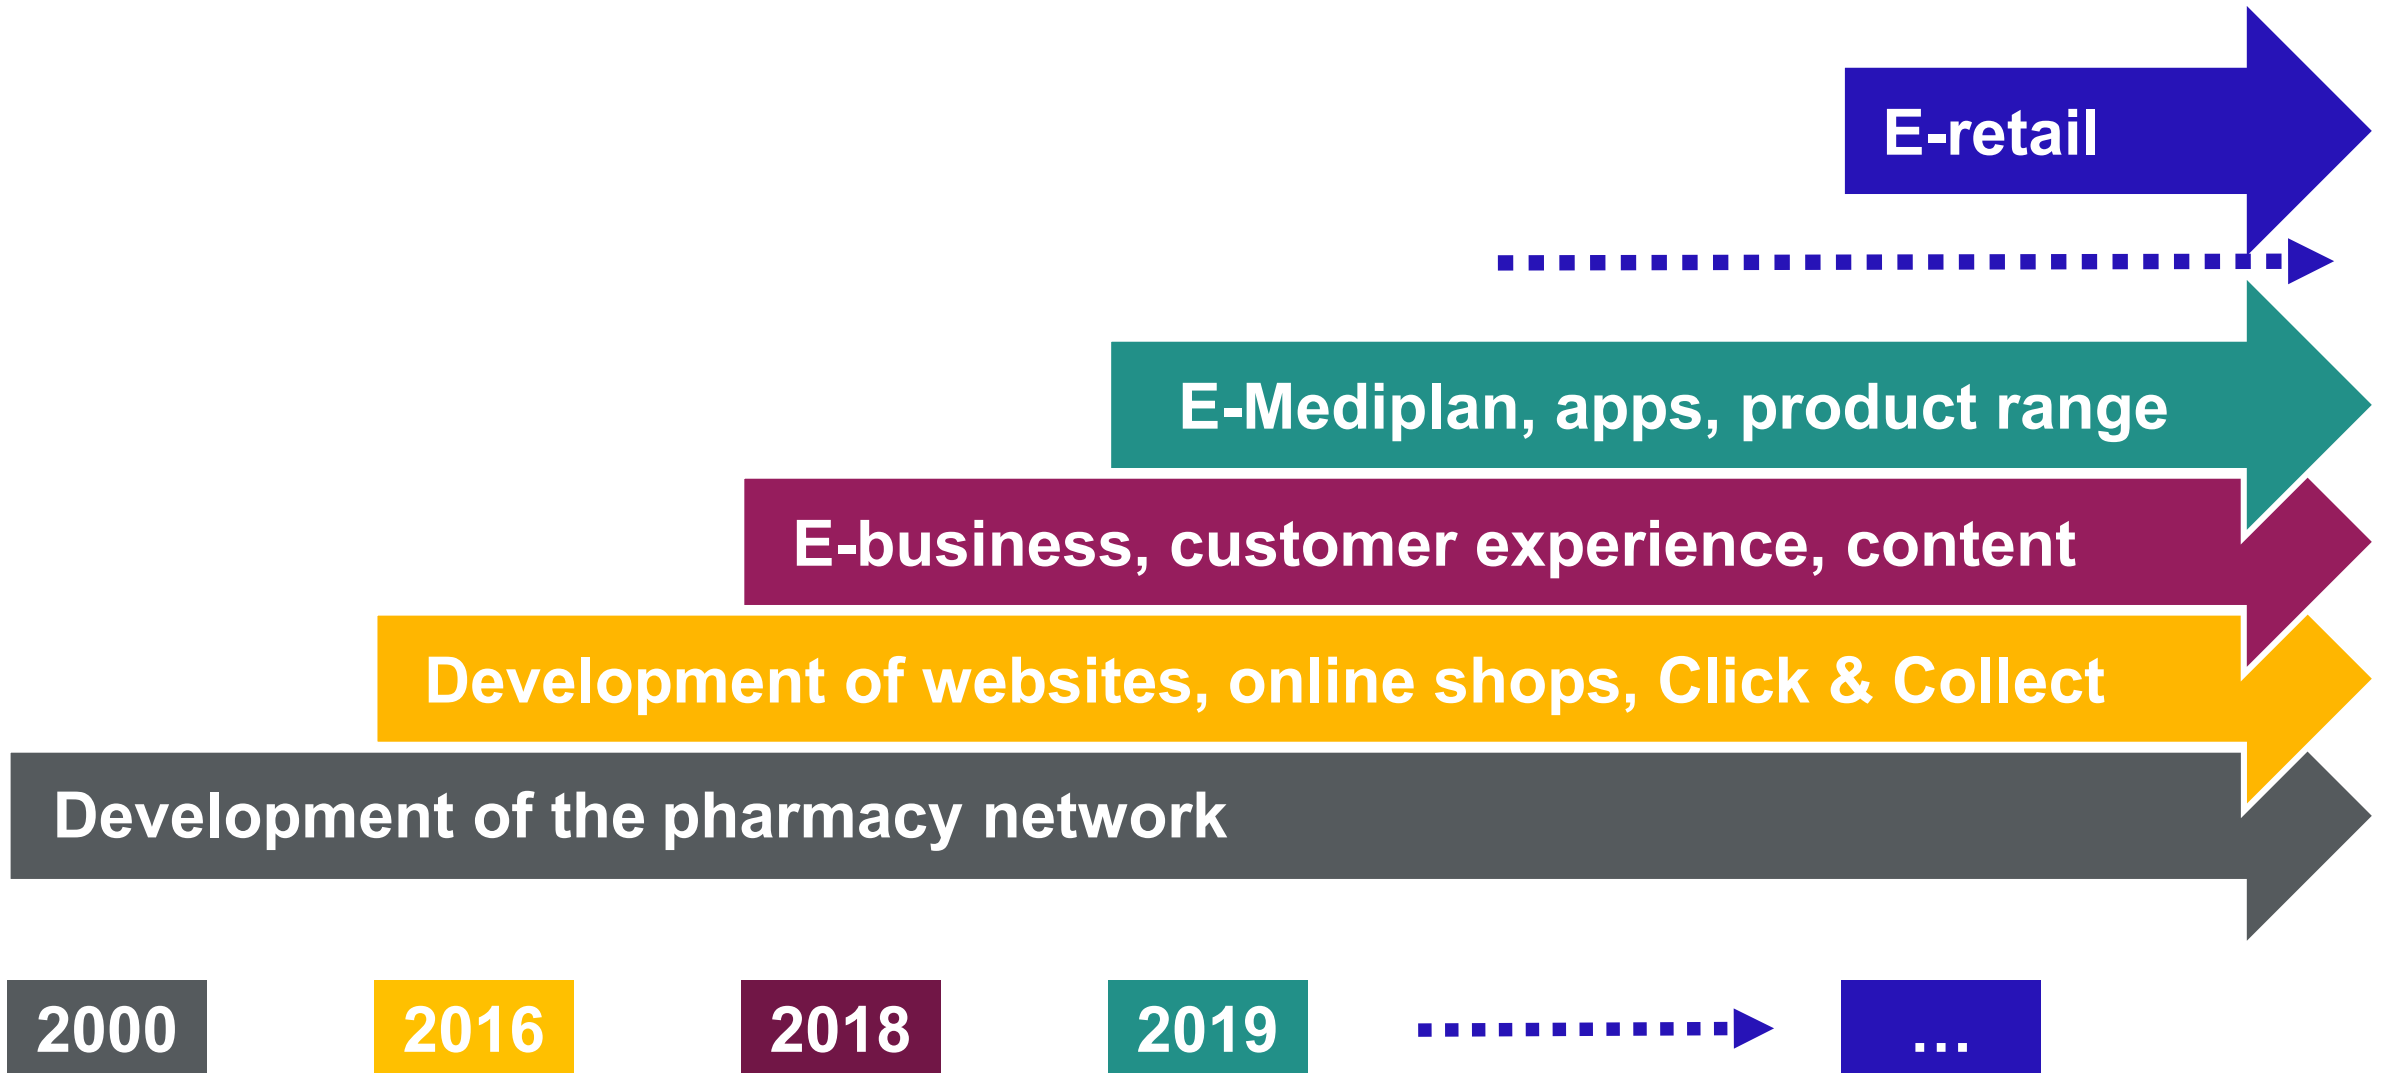 E-retail
E-Mediplan, apps, product range
E-business, customer experience, content
Development of websites, online shops, Click & Collect
Development of the pharmacy network
2000
2016
2018
2019
...